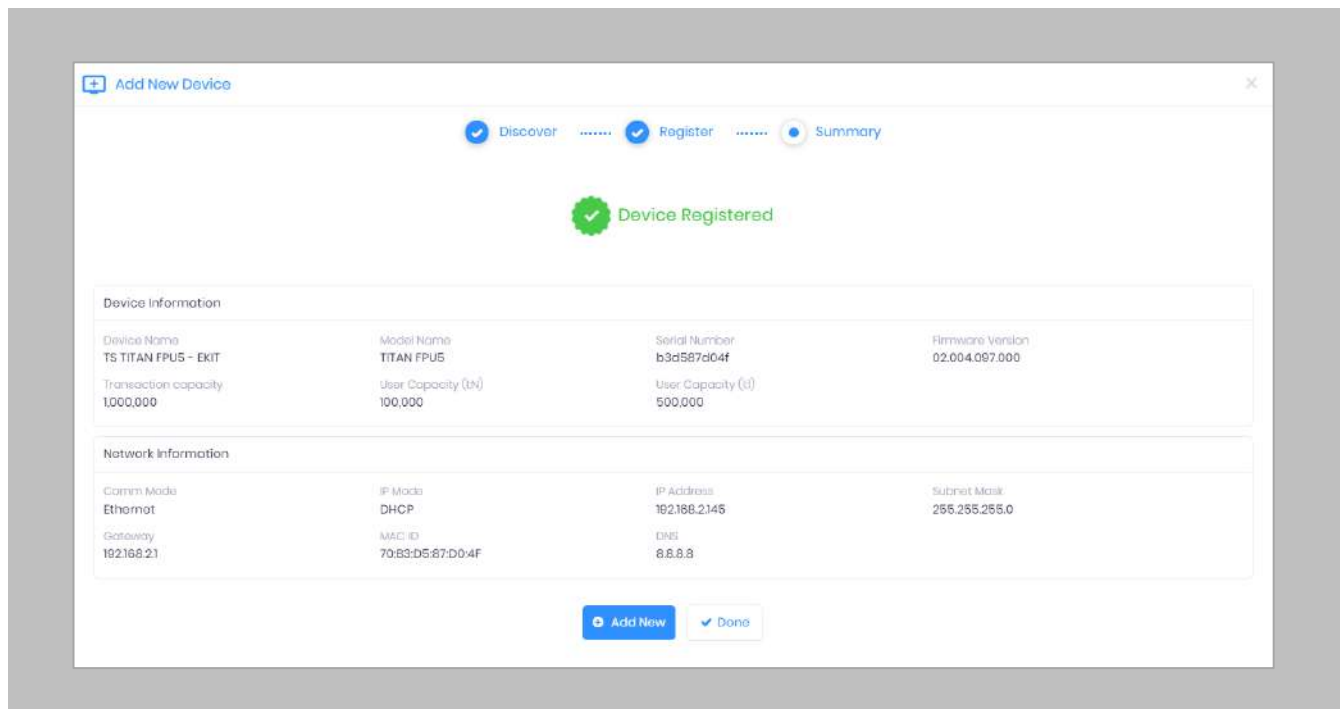 Add New Device
Discover Register Summary
Device Registered
Device Information
Device Name Model Name Serial Number Firmware Version
TS TITAN FPU5 - EKIT TITAN FPU5 b3d587d04f 02.004.097.000
Transaction capacity User Capacity (1:N) User Capacity (1:1)
1,000,000 100,000 500,000
Network Information
Comm Mode IP Mode IP Address Subnet Mask
Ethernet DHCP 192.168.2.145 255.255.255.0
Gateway MAC ID DNS
192.168.2.1 70:B3:D5:87:D0:4F 8.8.8.8
Add New Done